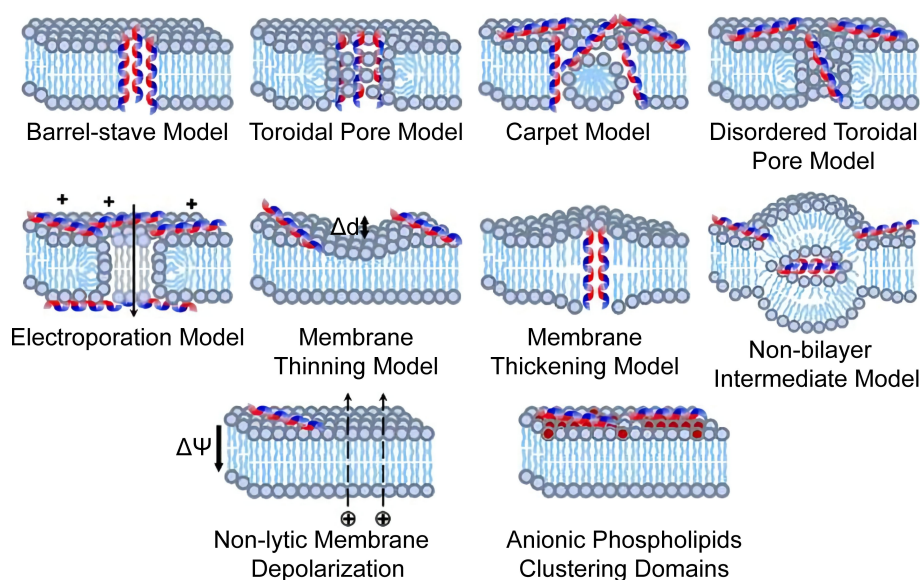 Barrel-stave Model
Toroidal Pore Model
Carpet Model
Disordered Toroidal
Pore Model
+ + +
Δd
Electroporation Model
Membrane
Thinning Model
Membrane
Thickening Model
Non-bilayer
Intermediate Model
ΔΨ
+ +
Non-lytic Membrane
Depolarization
Anionic Phospholipids
Clustering Domains